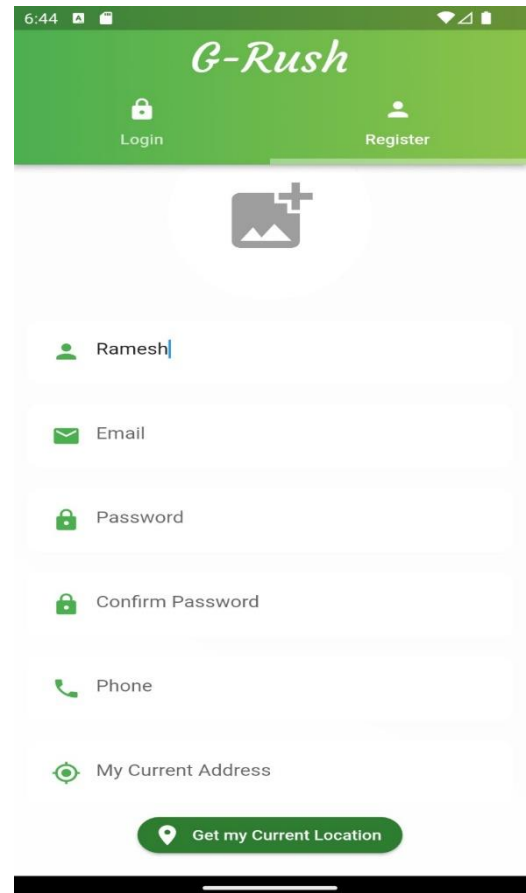 6:44
G-Rush
Login Register
Ramesh
Email
Password
Confirm Password
Phone
My Current Address
Get my Current Location